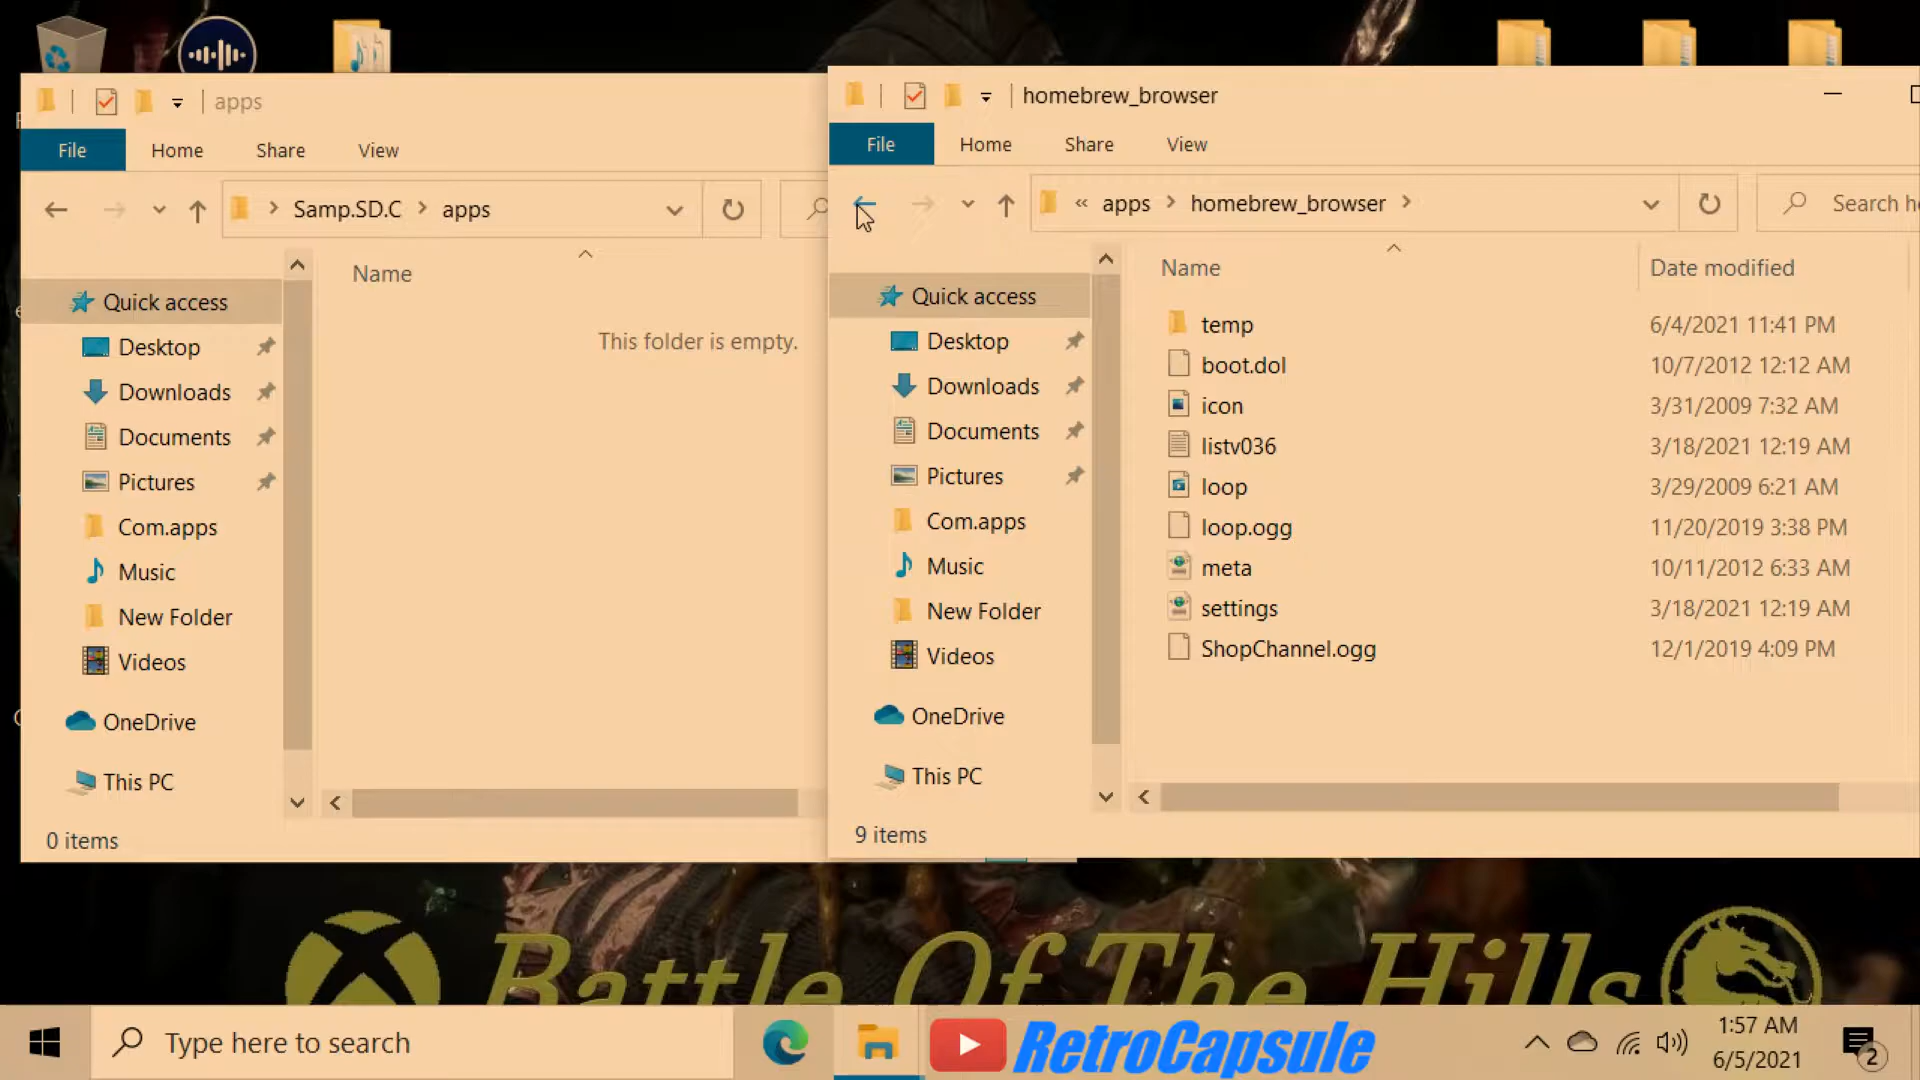 apps
File Home Share View
Samp.SD.C apps
Name
This folder is empty.
Quick access
Desktop
Downloads
Documents
Pictures
Com.apps
Music
New Folder
Videos
OneDrive
This PC
0 items
homebrew_browser
File Home Share View
« apps homebrew_browser
Search h
Name Date modified
temp 6/4/2021 11:41 PM
boot.dol 10/7/2012 12:12 AM
icon 3/31/2009 7:32 AM
listv036 3/18/2021 12:19 AM
loop 3/29/2009 6:21 AM
loop.ogg 11/20/2019 3:38 PM
meta 10/11/2012 6:33 AM
settings 3/18/2021 12:19 AM
ShopChannel.ogg 12/1/2019 4:09 PM
Quick access
Desktop
Downloads
Documents
Pictures
Com.apps
Music
New Folder
Videos
OneDrive
This PC
9 items
Battle Of The Hills
Type here to search
RetroCapsule
1:57 AM
6/5/2021
2